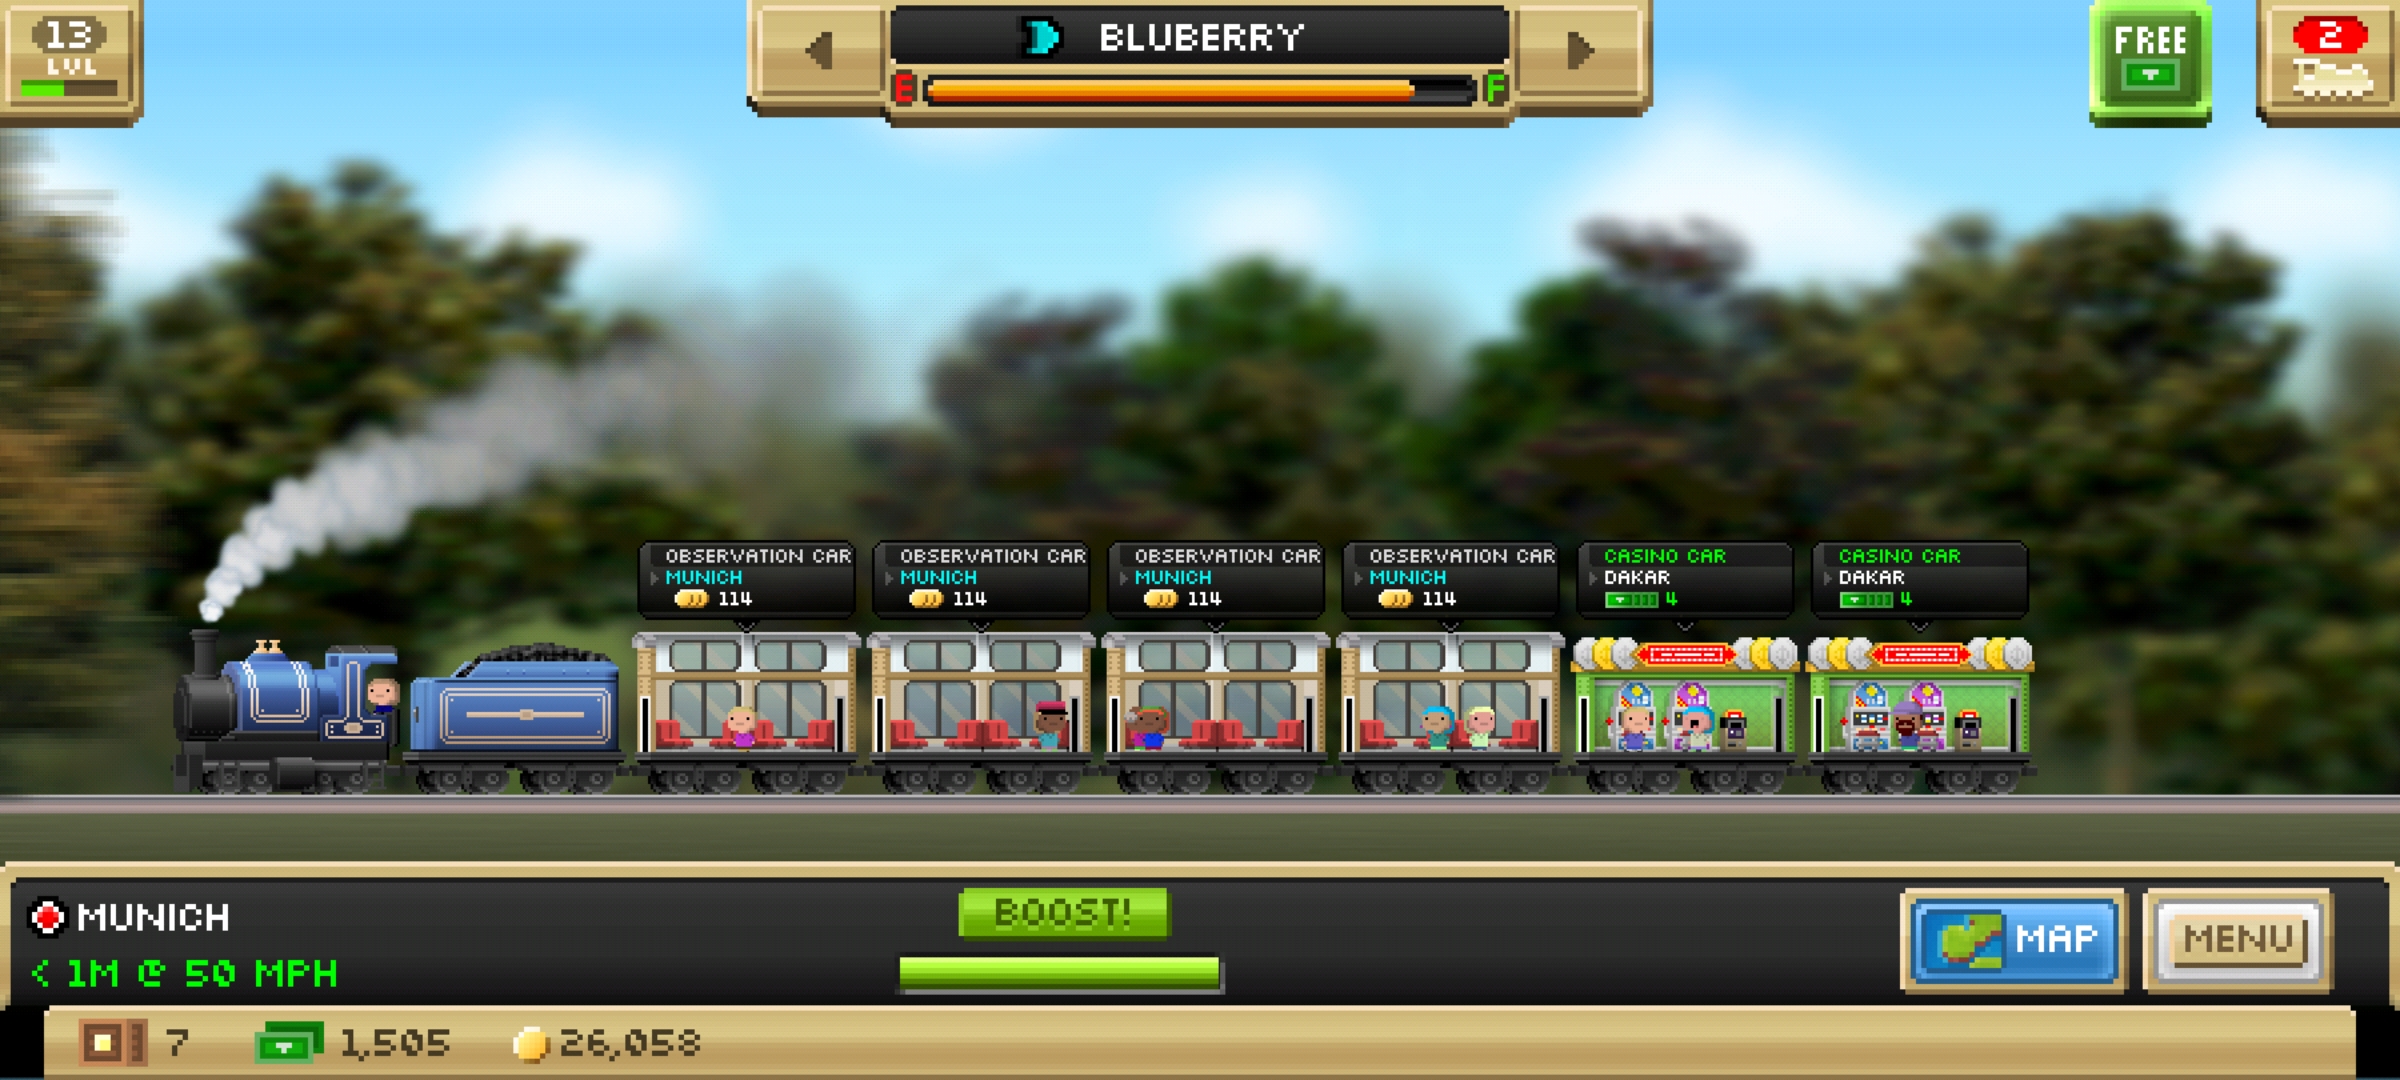 13
LVL
BLUBERRY
E F
FREE
2
OBSERVATION CAR
MUNICH
114
OBSERVATION CAR
MUNICH
114
OBSERVATION CAR
MUNICH
114
OBSERVATION CAR
MUNICH
114
CASINO CAR
DAKAR
4
CASINO CAR
DAKAR
4
MUNICH
< 1M @ 50 MPH
BOOST!
MAP
MENU
7
1,505
26,058